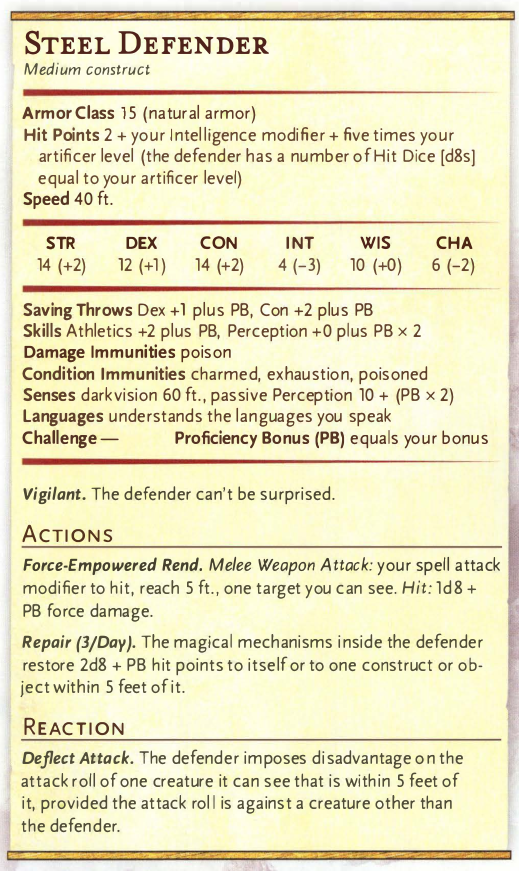 STEEL DEFENDER
Medium construct
Armor Class 15 (natural armor)
Hit Points 2 + your Intelligence modifier + five times your
artificer level (the defender has a number of Hit Dice [d8s]
equal to your artificer level)
Speed 40 ft.
STR DEX CON INT WIS CHA
14 (+2) 12 (+1) 14 (+2) 4 (−3) 10 (+0) 6 (−2)
Saving Throws Dex +1 plus PB, Con +2 plus PB
Skills Athletics +2 plus PB, Perception +0 plus PB × 2
Damage Immunities poison
Condition Immunities charmed, exhaustion, poisoned
Senses darkvision 60 ft., passive Perception 10 + (PB × 2)
Languages understands the languages you speak
Challenge — Proficiency Bonus (PB) equals your bonus
Vigilant. The defender can't be surprised.
ACTIONS
Force-Empowered Rend. Melee Weapon Attack: your spell attack
modifier to hit, reach 5 ft., one target you can see. Hit: 1d8 +
PB force damage.
Repair (3/Day). The magical mechanisms inside the defender
restore 2d8 + PB hit points to itself or to one construct or ob-
ject within 5 feet of it.
REACTION
Deflect Attack. The defender imposes disadvantage on the
attack roll of one creature it can see that is within 5 feet of
it, provided the attack roll is against a creature other than
the defender.